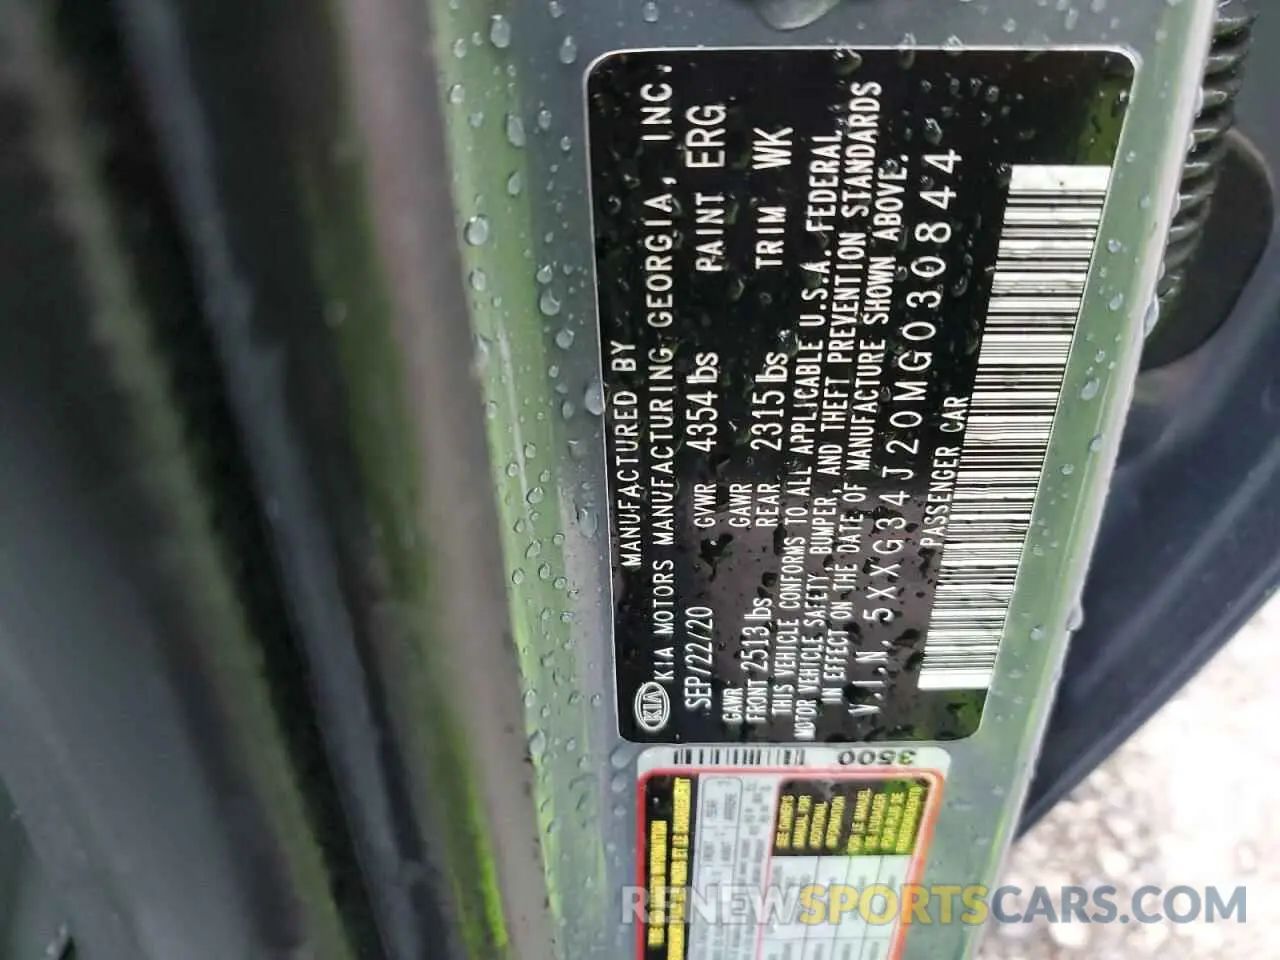 MANUFACTURED BY
KIA KIA MOTORS MANUFACTURING GEORGIA, INC.
SEP/22/20 GVWR 4354 lbs PAINT ERG
GAWR FRONT 2513 lbs GAWR REAR 2315 lbs TRIM WK
THIS VEHICLE CONFORMS TO ALL APPLICABLE U.S.A. FEDERAL
MOTOR VEHICLE SAFETY, BUMPER, AND THEFT PREVENTION STANDARDS
IN EFFECT ON THE DATE OF MANUFACTURE SHOWN ABOVE.
V.I.N. 5XXG34J20MG030844
PASSENGER CAR
3500
RENEWSPORTSCARS.COM